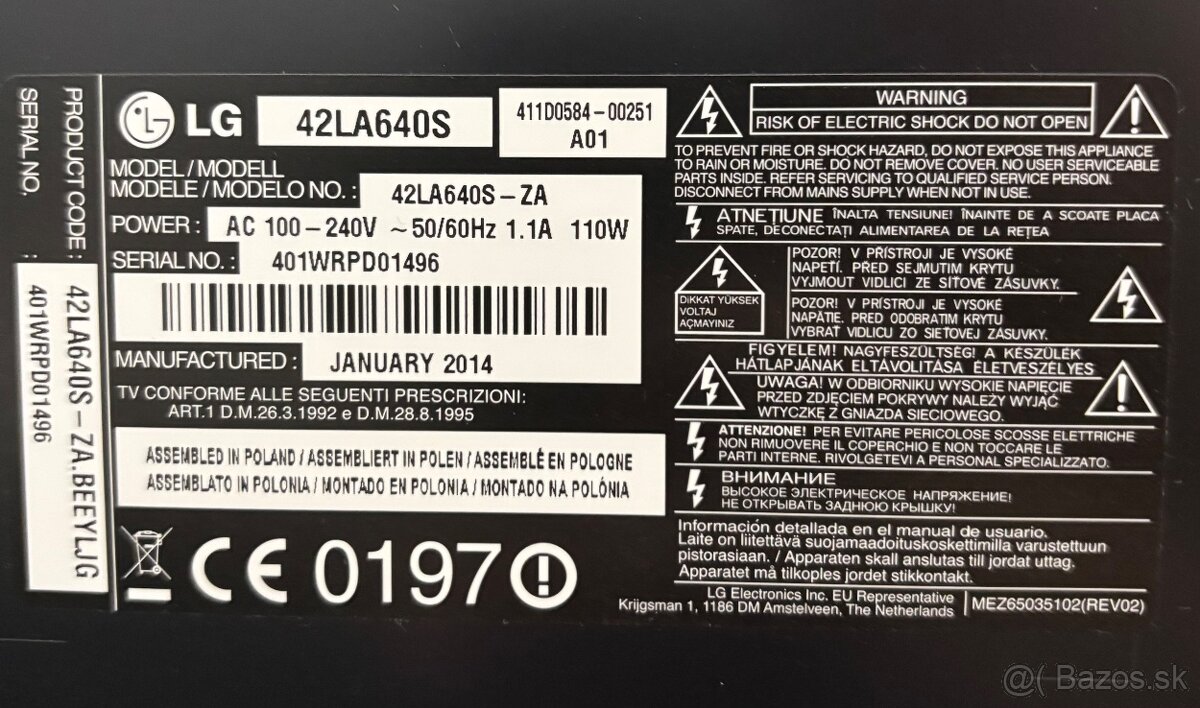 LG
42LA640S
411D0584-00251
A01
MODEL / MODELL
MODELE / MODELO NO. :
42LA640S-ZA
POWER :
AC 100-240V ~50/60Hz 1.1A 110W
SERIAL NO. :
401WRPD01496
MANUFACTURED :
JANUARY 2014
TV CONFORME ALLE SEGUENTI PRESCRIZIONI:
ART.1 D.M.26.3.1992 e D.M.28.8.1995
ASSEMBLED IN POLAND / ASSEMBLIERT IN POLEN / ASSEMBLÉ EN POLOGNE
ASSEMBLATO IN POLONIA / MONTADO EN POLONIA / MONTADO NA POLÓNIA
CE 0197
PRODUCT CODE :
42LA640S-ZA.BEEYLJG
SERIAL NO. :
401WRPD01496
WARNING
RISK OF ELECTRIC SHOCK DO NOT OPEN
TO PREVENT FIRE OR SHOCK HAZARD, DO NOT EXPOSE THIS APPLIANCE
TO RAIN OR MOISTURE. DO NOT REMOVE COVER. NO USER SERVICEABLE
PARTS INSIDE. REFER SERVICING TO QUALIFIED SERVICE PERSON.
DISCONNECT FROM MAINS SUPPLY WHEN NOT IN USE.
ATNEŢIUNE ÎNALTA TENSIUNE! ÎNAINTE DE A SCOATE PLACA
SPATE, DECONECTAŢI ALIMENTAREA DE LA REŢEA
DiKKAT YÜKSEK
VOLTAJ
AÇMAYINIZ
POZOR! V PŘÍSTROJI JE VYSOKÉ
NAPETÍ. PŘED SEJMUTIM KRYTU
VYJMOUT VIDLICI ZE SÍŤOVÉ ZÁSUVKY.
POZOR! V PRÍSTROJI JE VYSOKÉ
NAPÄTIE. PRED ODOBRATIM KRYTU
VYBRAŤ VIDLICU ZO SIEŤOVEJ ZÁSUVKY.
FIGYELEM! NAGYFESZÜLTSÉG! A KÉSZÜLÉK
HÁTLAPJÁNAK ELTÁVOLÍTÁSA ÉLETVESZÉLYES
UWAGA! W ODBIORNIKU WYSOKIE NAPIĘCIE
PRZED ZDJĘCIEM POKRYWY NALEŻY WYJĄĆ
WTYCZKĘ Z GNIAZDA SIECIOWEGO.
ATTENZIONE! PER EVITARE PERICOLOSE SCOSSE ELETTRICHE
NON RIMUOVERE IL COPERCHIO E NON TOCCARE LE
PARTI INTERNE. RIVOLGETEVI A PERSONAL SPECIALIZZATO.
ВНИМАНИЕ
ВЫСОКОЕ ЭЛЕКТРИЧЕСКОЕ НАПРЯЖЕНИЕ!
НЕ ОТКРЫВАТЬ ЗАДНЮЮ КРЫШКУ!
Información detallada en el manual de usuario.
Laite on liitettävä suojamaadoituskoskettimilla varustettuun
pistorasiaan. / Apparaten skall anslutas till jordat uttag.
Apparatet må tilkoples jordet stikkontakt.
LG Electronics Inc. EU Representative
Krijgsman 1, 1186 DM Amstelveen, The Netherlands
MEZ65035102(REV02)
@( Bazos.sk